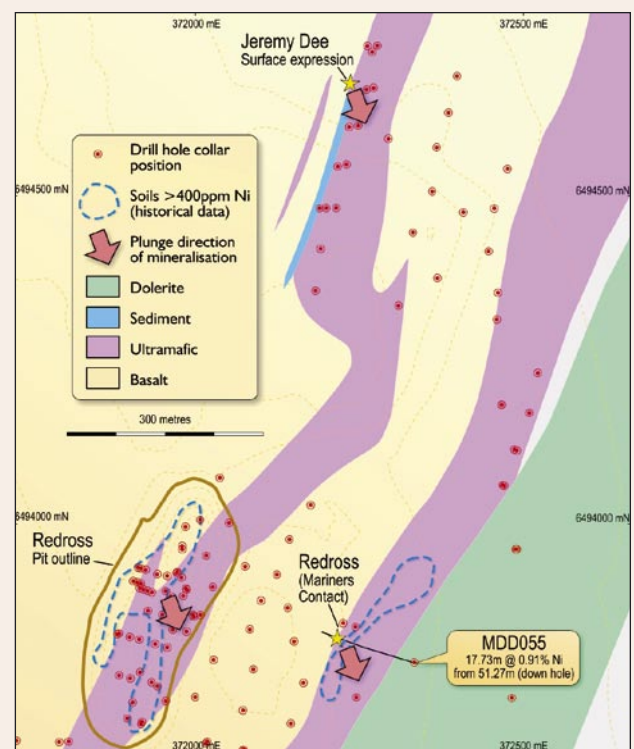 372000 mE
372500 mE
Jeremy Dee
Surface expression
Drill hole collar
position
Soils >400ppm Ni
(historical data)
Plunge direction
of mineralisation
Dolerite
Sediment
Ultramafic
Basalt
6494500 mN
6494500 mN
300 metres
6494000 mN
6494000 mN
Redross
Pit outline
Redross
(Mariners
Contact)
MDD055
17.73m @ 0.91% Ni
from 51.27m (down hole)
372000 mE
372500 mE